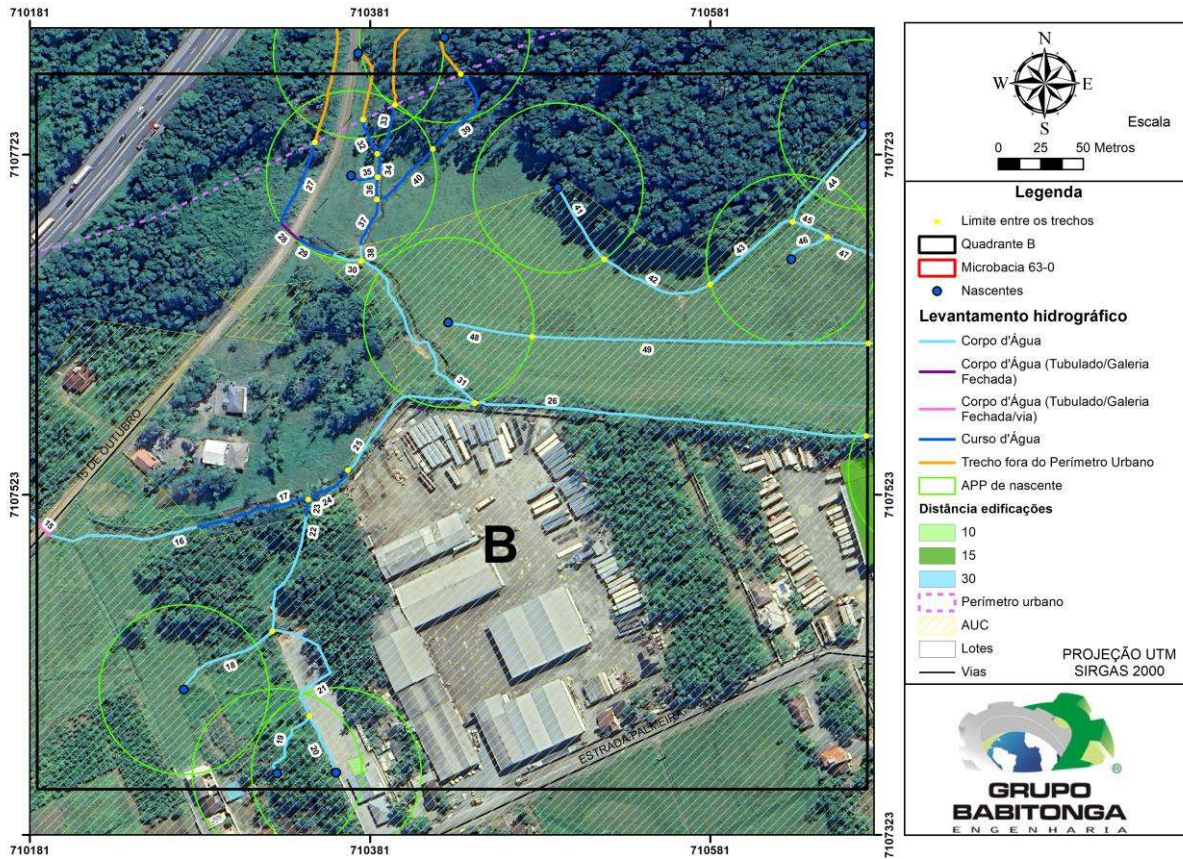 710181
710381
710581
7107723
7107723
7107523
7107523
7107323
710181
710381
710581
15 DE OUTUBRO
ESTRADA PALMEIRA
B
15
16
17
18
19
20
21
22
23
24
25
26
27
28
29
30
31
32
33
34
35
36
37
38
39
40
41
42
43
44
45
46
47
48
49
N
W
E
S
Escala
0 25 50 Metros
Legenda
Limite entre os trechos
Quadrante B
Microbacia 63-0
Nascentes
Levantamento hidrográfico
Corpo d'Água
Corpo d'Água (Tubulado/Galeria
Fechada)
Corpo d'Água (Tubulado/Galeria
Fechada/via)
Curso d'Água
Trecho fora do Perímetro Urbano
APP de nascente
Distância edificações
10
15
30
Perímetro urbano
AUC
Lotes
Vias
PROJEÇÃO UTM
SIRGAS 2000
®
GRUPO
BABITONGA
ENGENHARIA